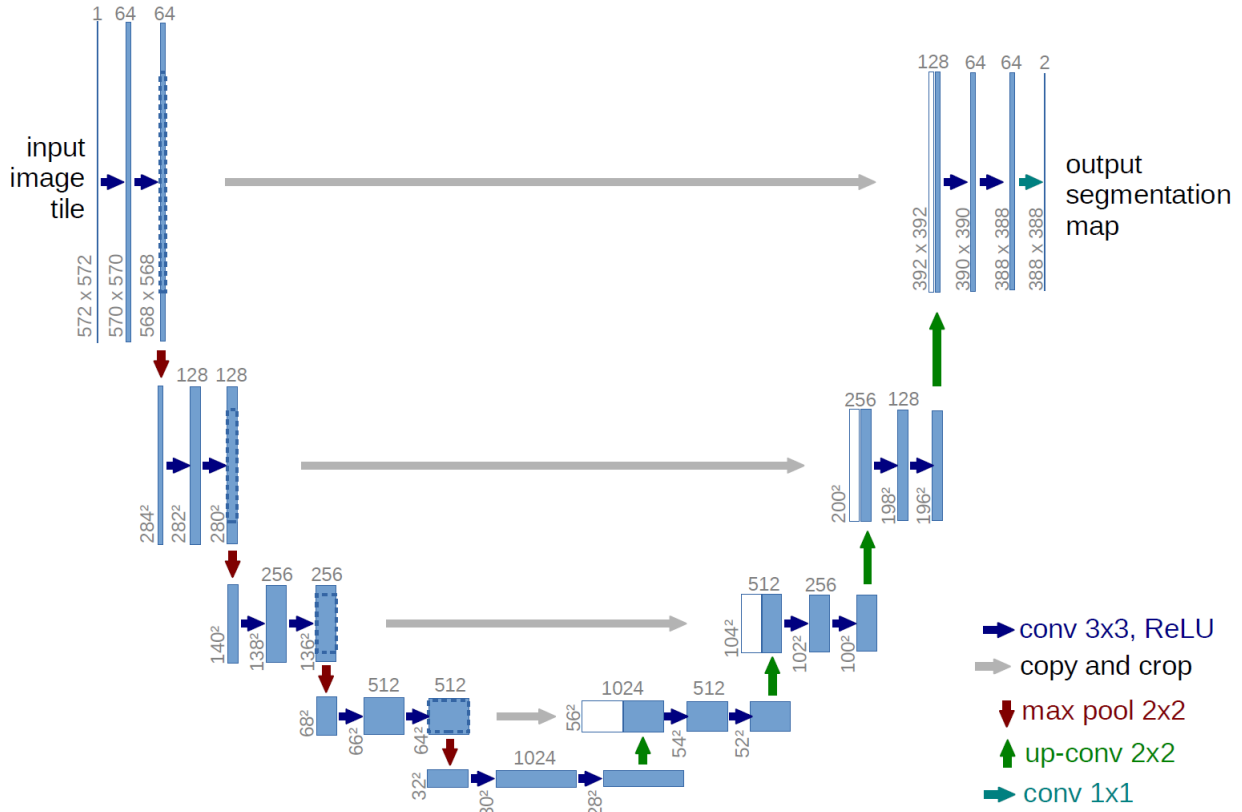 1 64 64
128 64 64 2
input
image
tile
output
segmentation
map
572 x 572
570 x 570
568 x 568
392 x 392
390 x 390
388 x 388
388 x 388
128 128
256 128
284²
282²
280²
200²
198²
196²
256 256
512 256
140²
138²
136²
104²
102²
100²
512 512
1024 512
68²
66²
64²
56²
54²
52²
1024
32²
30²
28²
conv 3x3, ReLU
copy and crop
max pool 2x2
up-conv 2x2
conv 1x1